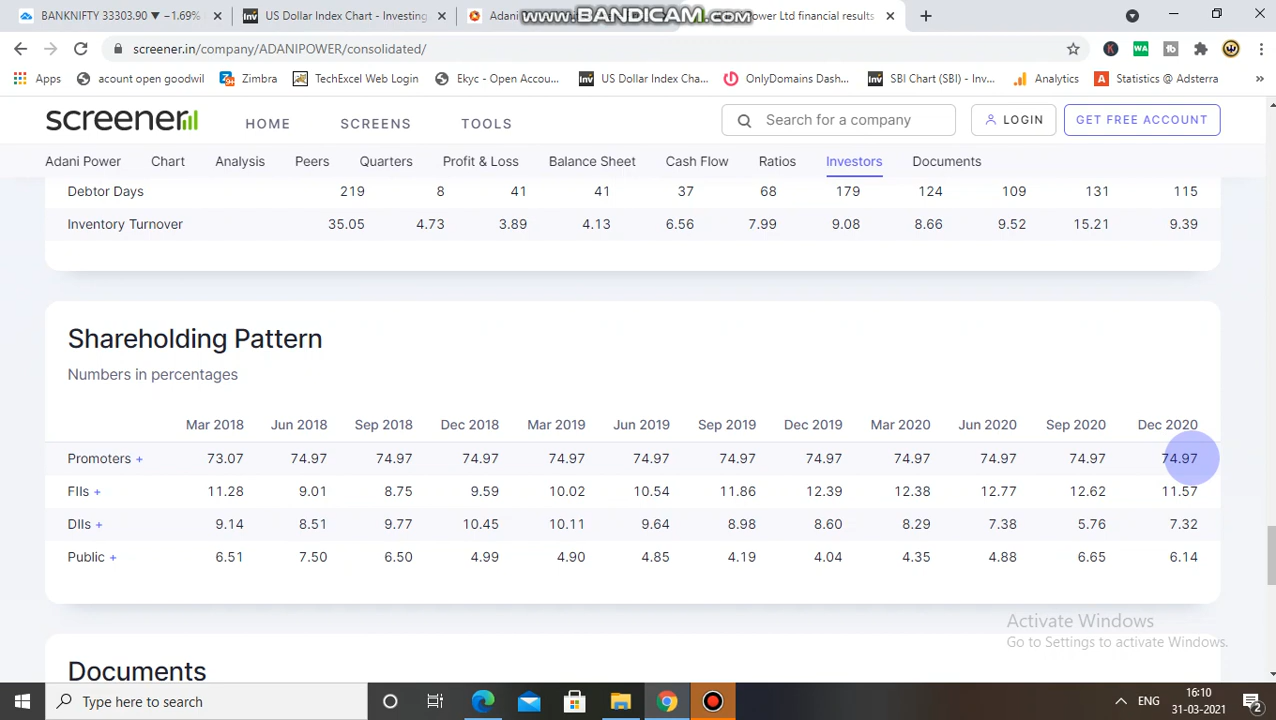 BANKNIFTY 33303.90 ▼ −1.69% × US Dollar Index Chart - Investing × Adani www.BANDICAM.com ower Ltd financial results × +
screener.in/company/ADANIPOWER/consolidated/
Apps acount open goodwil Zimbra TechExcel Web Login Ekyc - Open Accou... US Dollar Index Cha... OnlyDomains Dash... SBI Chart (SBI) - Inv... Analytics Statistics @ Adsterra »
screener HOME SCREENS TOOLS Search for a company LOGIN GET FREE ACCOUNT
Adani Power Chart Analysis Peers Quarters Profit & Loss Balance Sheet Cash Flow Ratios Investors Documents
Debtor Days 219 8 41 41 37 68 179 124 109 131 115
Inventory Turnover 35.05 4.73 3.89 4.13 6.56 7.99 9.08 8.66 9.52 15.21 9.39
Shareholding Pattern
Numbers in percentages
Mar 2018 Jun 2018 Sep 2018 Dec 2018 Mar 2019 Jun 2019 Sep 2019 Dec 2019 Mar 2020 Jun 2020 Sep 2020 Dec 2020
Promoters + 73.07 74.97 74.97 74.97 74.97 74.97 74.97 74.97 74.97 74.97 74.97 74.97
FIIs + 11.28 9.01 8.75 9.59 10.02 10.54 11.86 12.39 12.38 12.77 12.62 11.57
DIIs + 9.14 8.51 9.77 10.45 10.11 9.64 8.98 8.60 8.29 7.38 5.76 7.32
Public + 6.51 7.50 6.50 4.99 4.90 4.85 4.19 4.04 4.35 4.88 6.65 6.14
Activate Windows
Go to Settings to activate Windows.
Documents
Type here to search ENG 16:10
31-03-2021 2